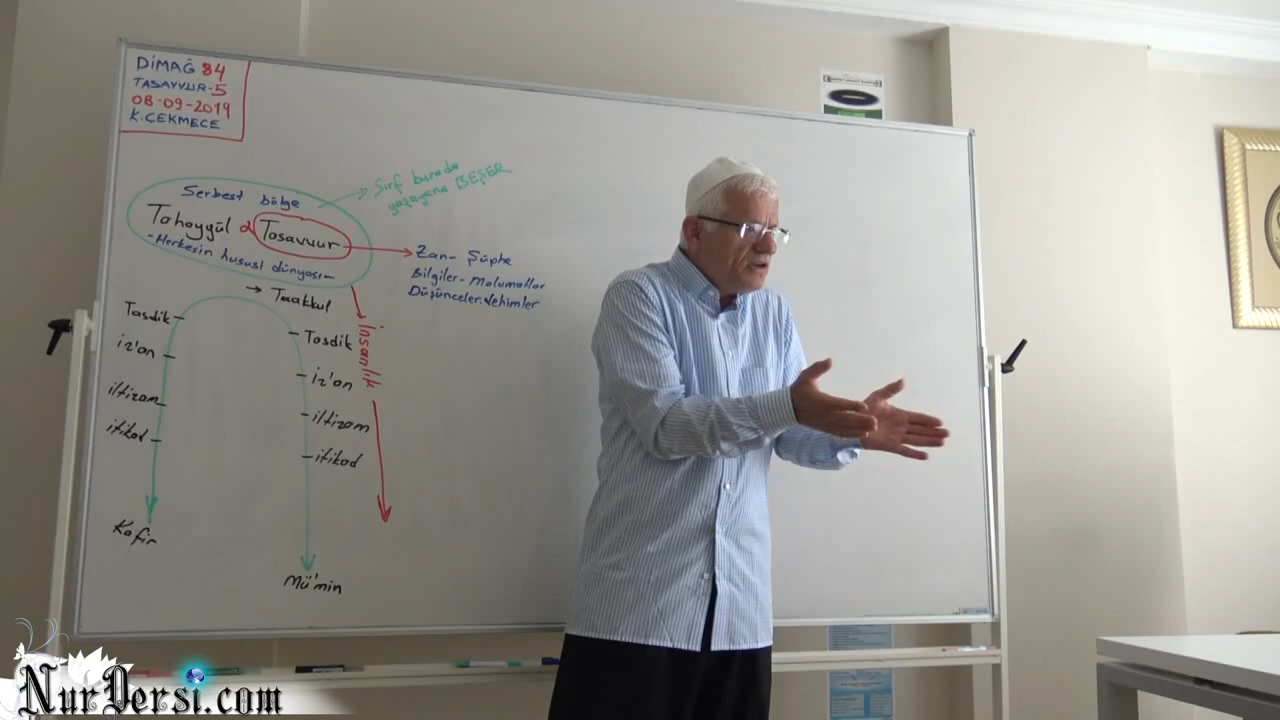 DİMAĞ 84
TASAVVUR-5
08-09-2019
K.ÇEKMECE
Serbest bölge
Tahayyül
Tasavvur
-Herkesin hususi dünyası-
Sırf burada
yaşayana BEŞER
Zan- Şüphe
Bilgiler- Malumatlar
Düşünceler. Vehimler
→ Taakkul
Tasdik
iz'an
iltizam
itikad
Kafir
Tasdik
iz'an
iltizam
itikad
Mü'min
İnsanlık
NurDersi.com